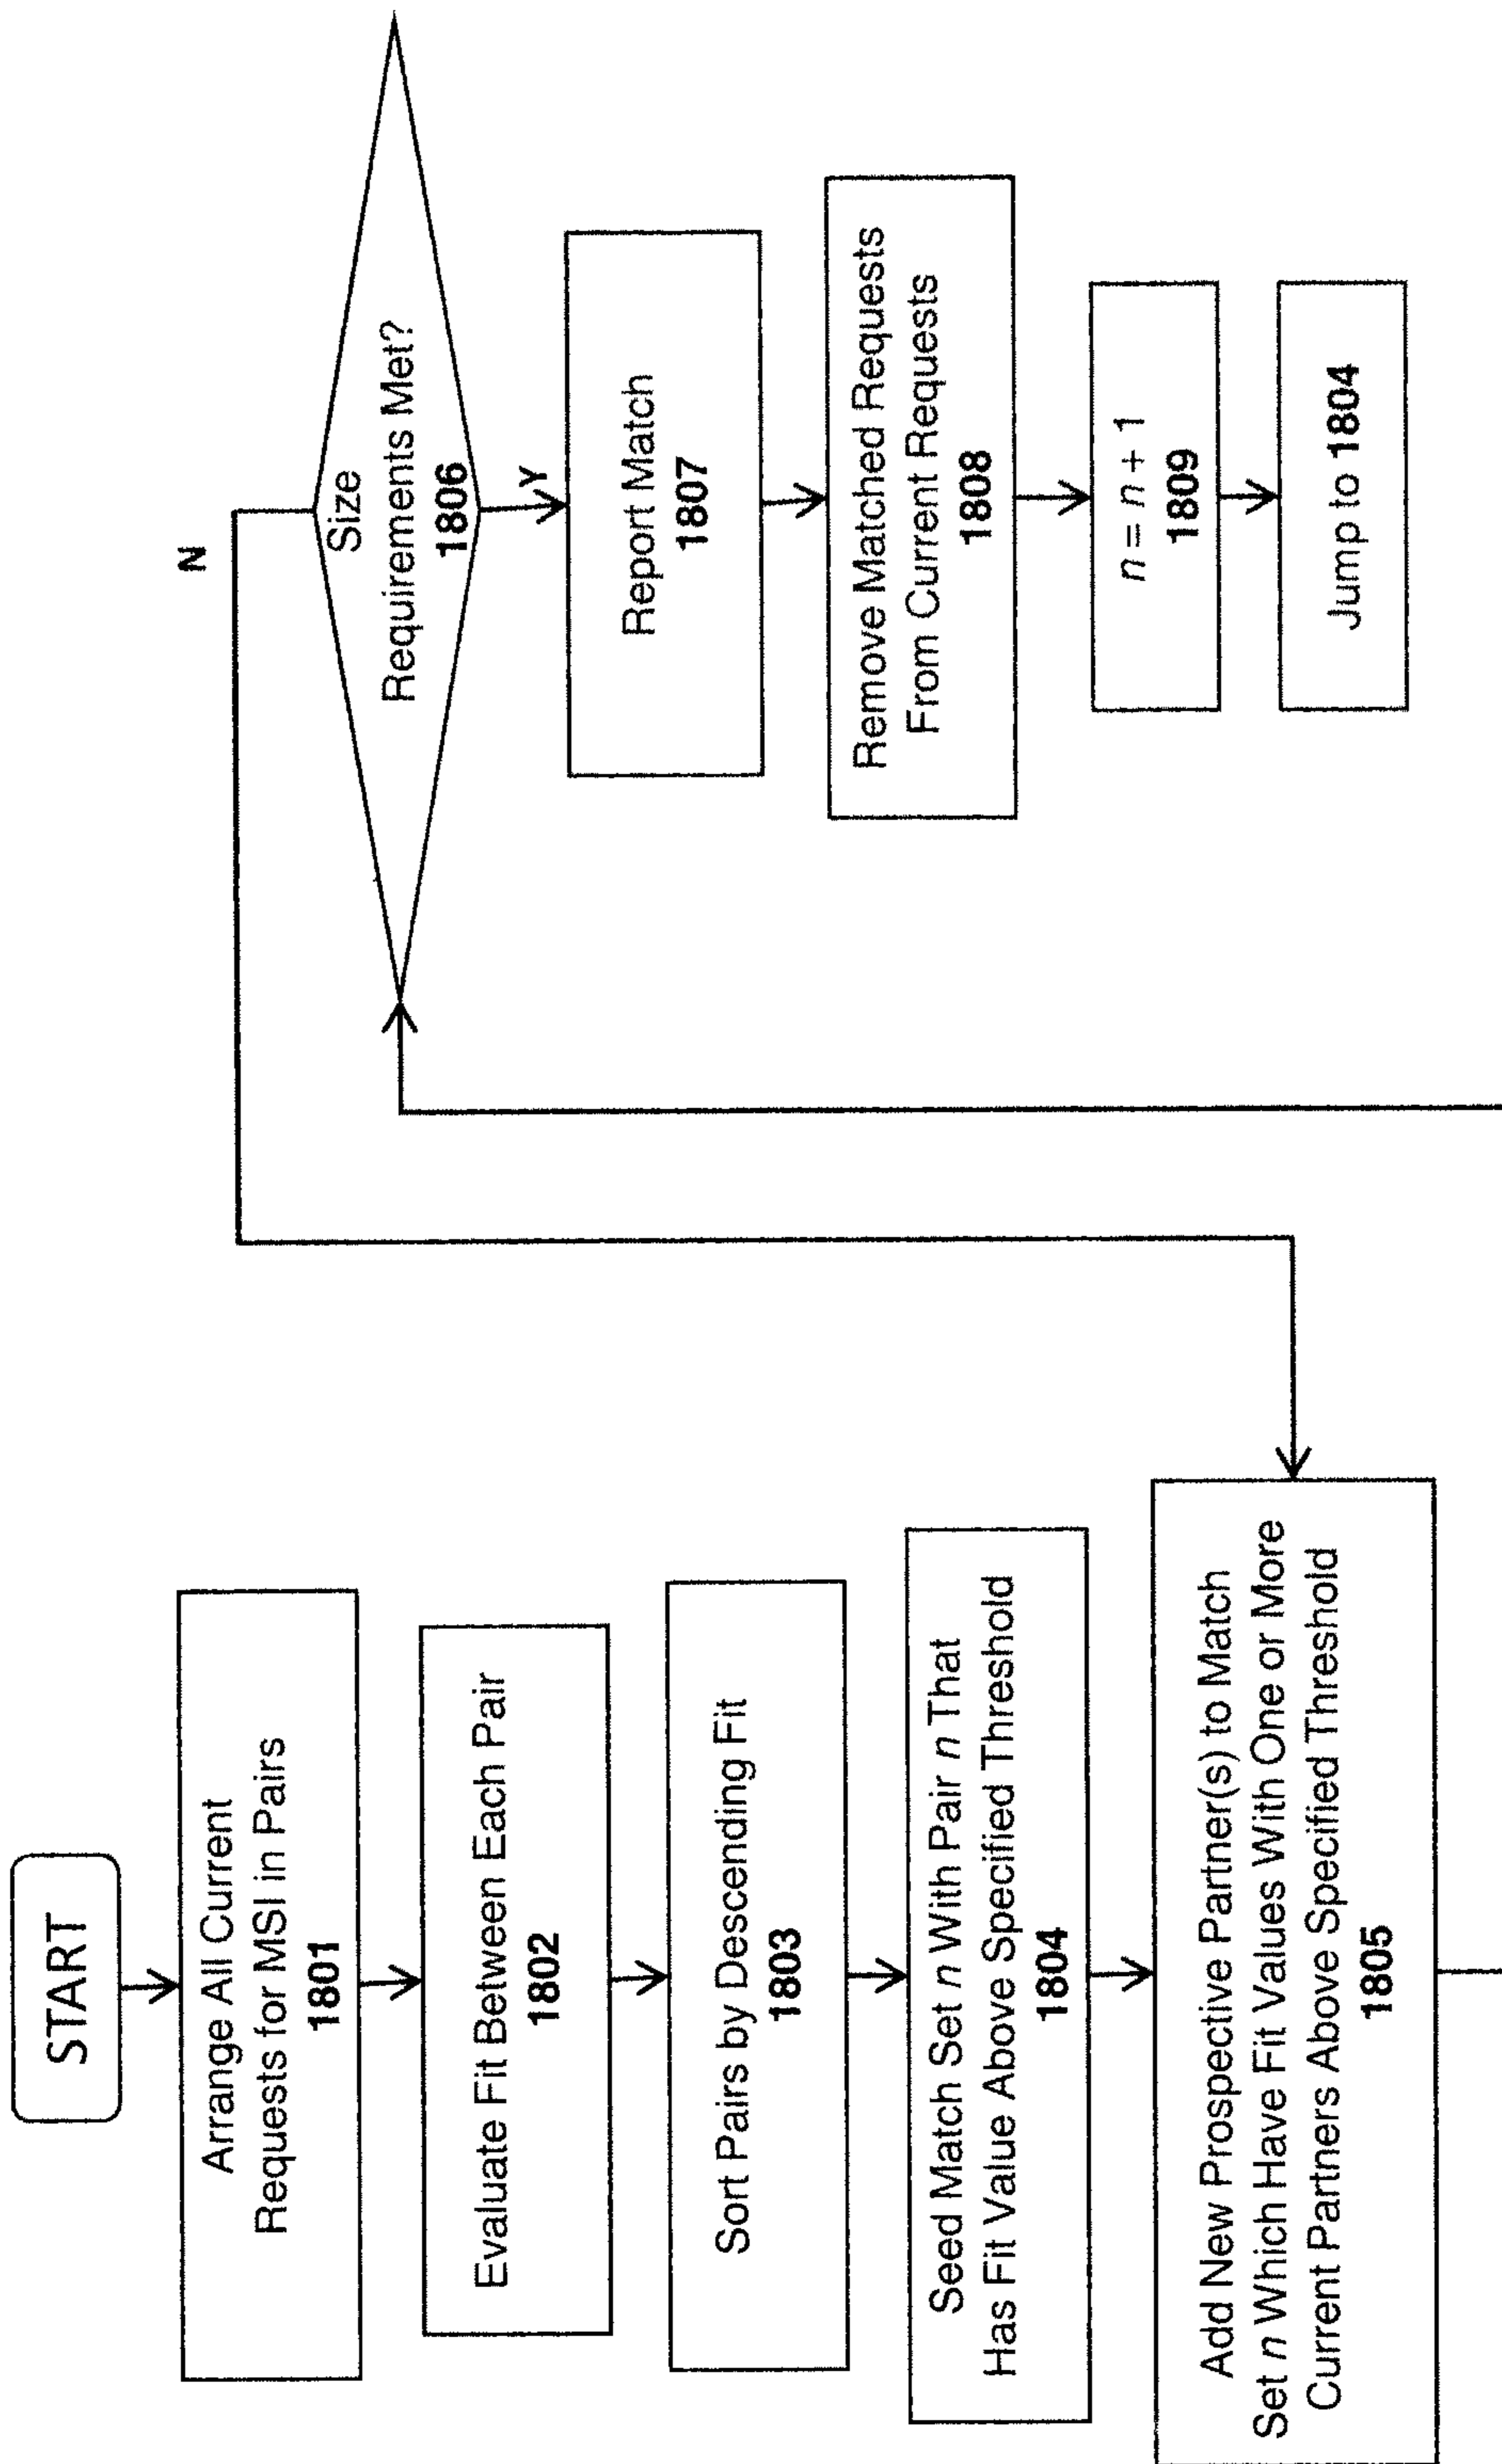 START
Arrange All Current
Requests for MSI in Pairs
1801
Evaluate Fit Between Each Pair
1802
Sort Pairs by Descending Fit
1803
Seed Match Set n With Pair n That
Has Fit Value Above Specified Threshold
1804
Add New Prospective Partner(s) to Match
Set n Which Have Fit Values With One or More
Current Partners Above Specified Threshold
1805
N
Size
Requirements Met?
1806
Y
Report Match
1807
Remove Matched Requests
From Current Requests
1808
n = n + 1
1809
Jump to 1804